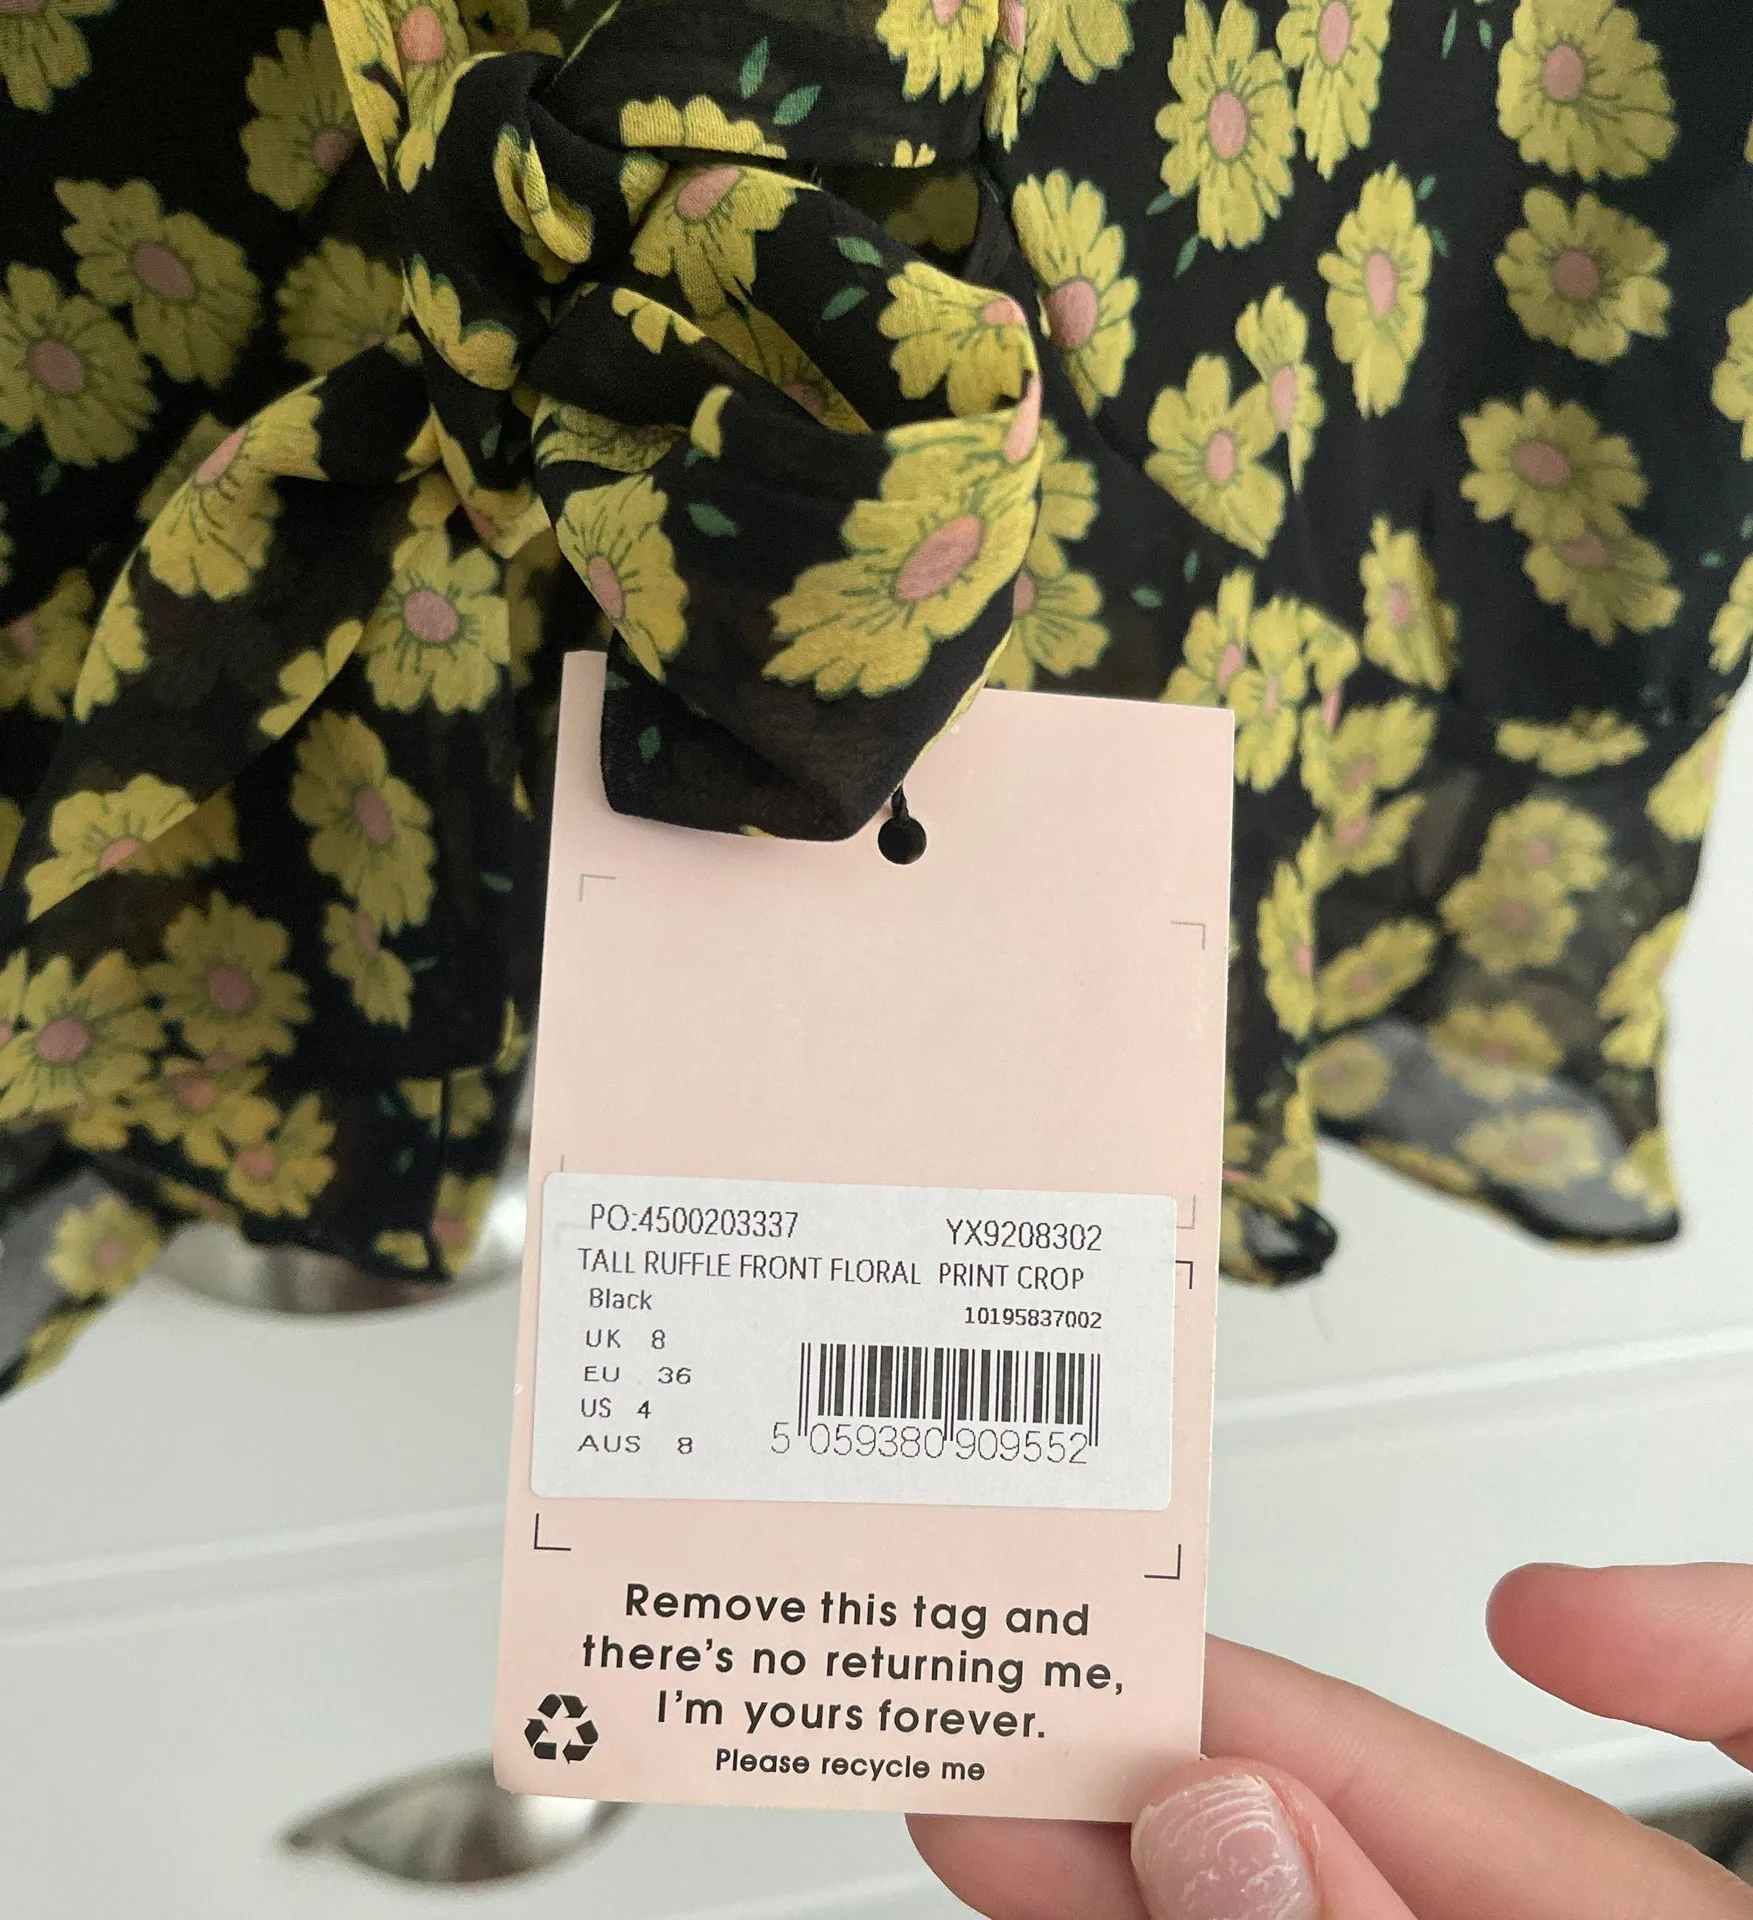 PO:4500203337 YX9208302
TALL RUFFLE FRONT FLORAL PRINT CROP
Black 10195837002
UK 8
EU 36
US 4
AUS 8
5 059380 909552
Remove this tag and
there's no returning me,
I'm yours forever.
Please recycle me